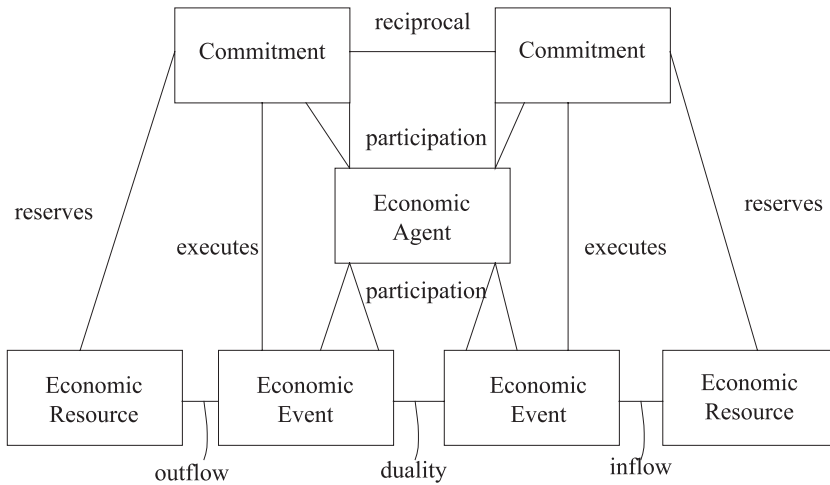 reciprocal
Commitment
Commitment
participation
Economic
Agent
reserves
reserves
executes
executes
participation
Economic
Resource
Economic
Event
Economic
Event
Economic
Resource
outflow
duality
inflow